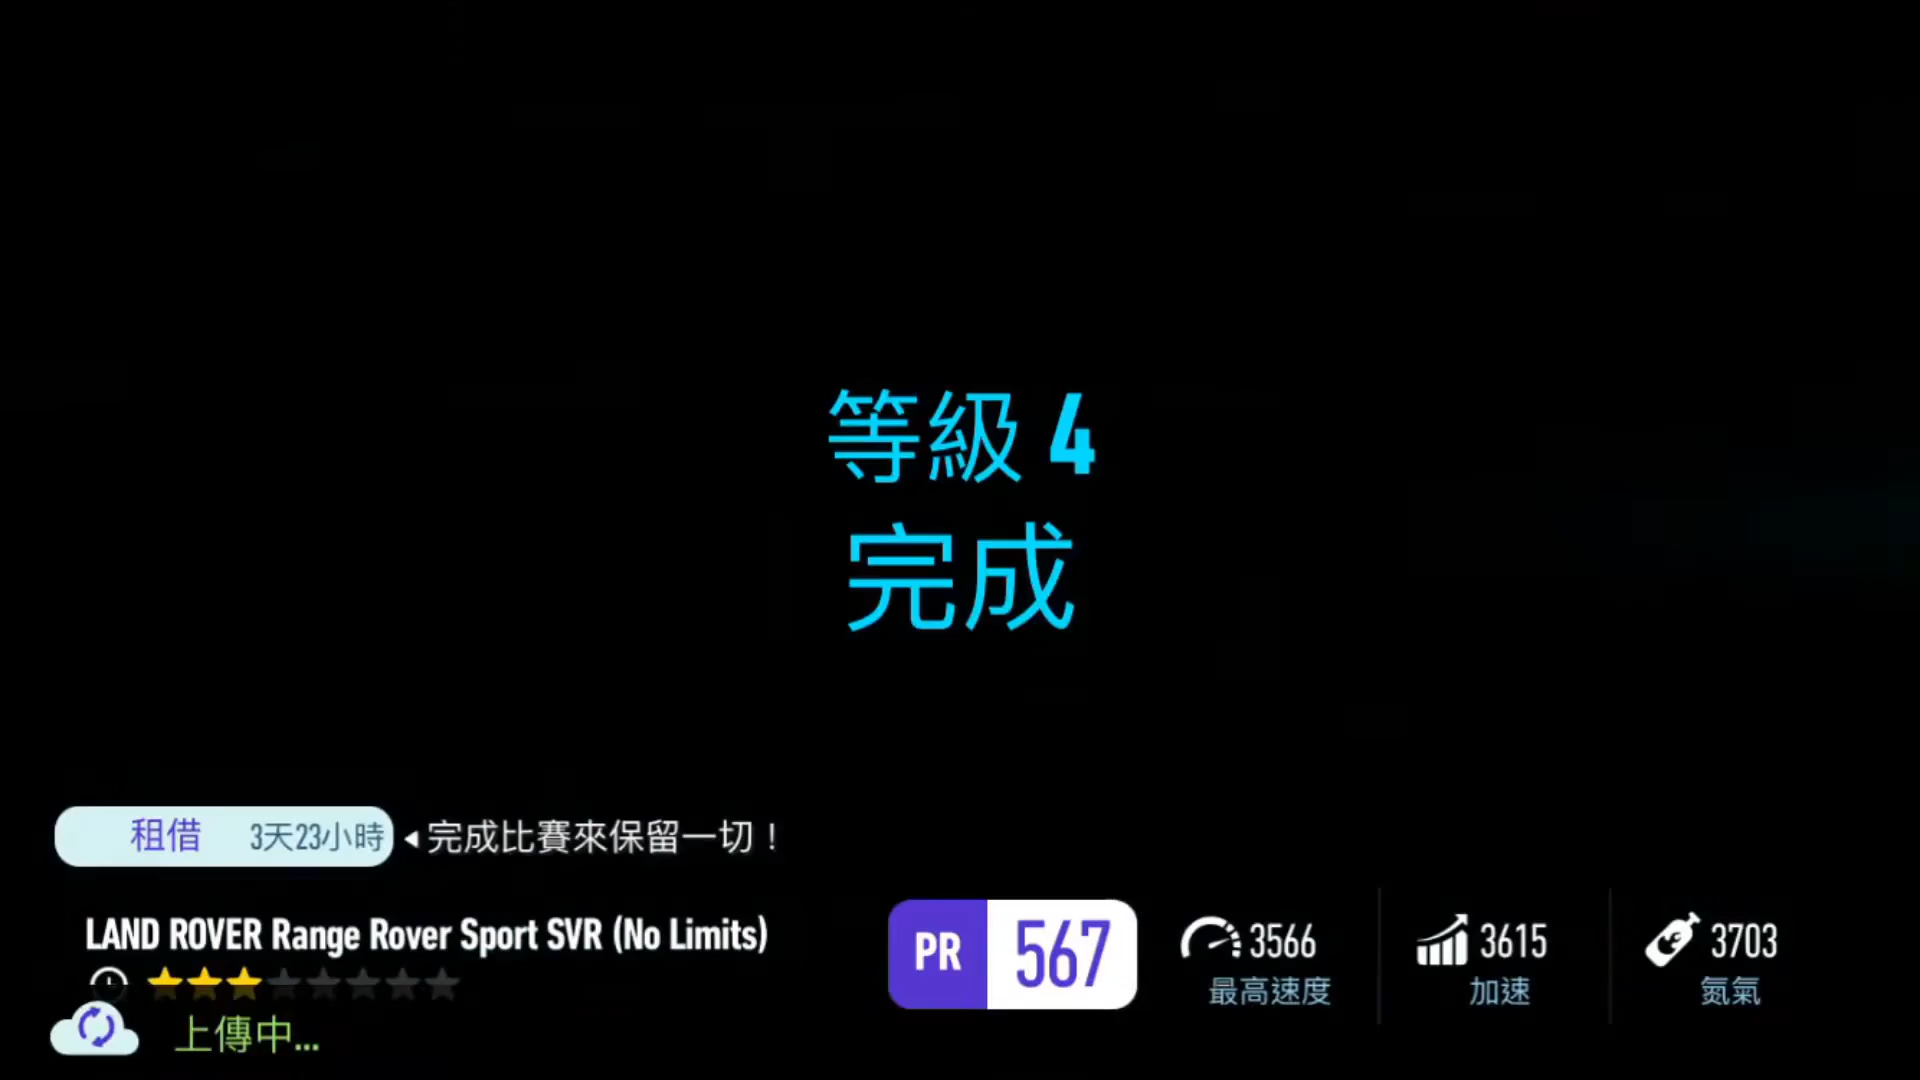 等級 4
完成
租借 3天23小時 ◂ 完成比賽來保留一切！
LAND ROVER Range Rover Sport SVR (No Limits)
上傳中...
PR 567
3566
最高速度
3615
加速
3703
氮氣